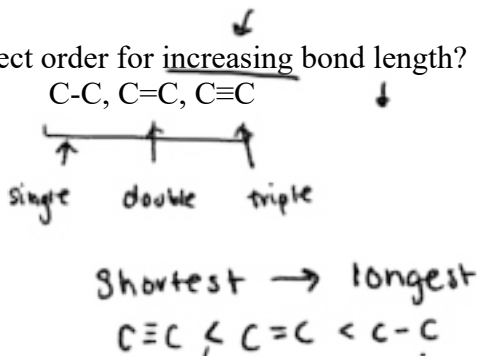 ect order for increasing bond length?
C-C, C=C, C≡C
single double triple
Shortest → longest
C≡C < C=C < C-C